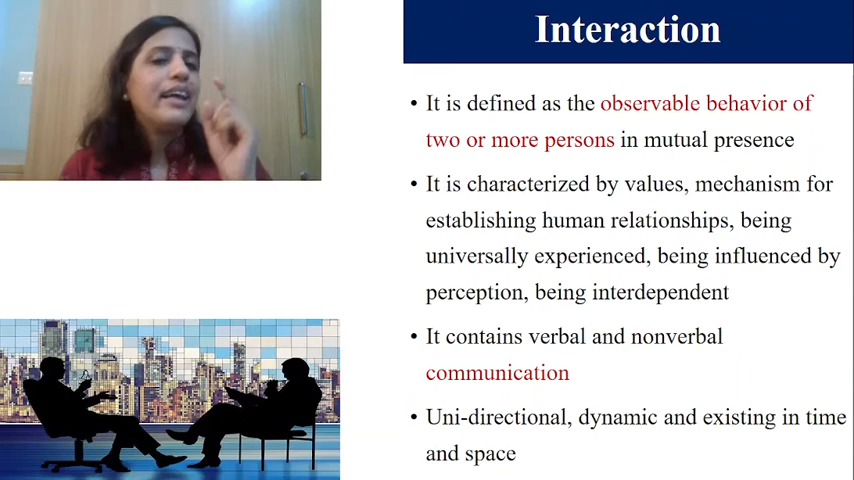 Interaction
• It is defined as the observable behavior of
two or more persons in mutual presence
• It is characterized by values, mechanism for
establishing human relationships, being
universally experienced, being influenced by
perception, being interdependent
• It contains verbal and nonverbal
communication
• Uni-directional, dynamic and existing in time
and space